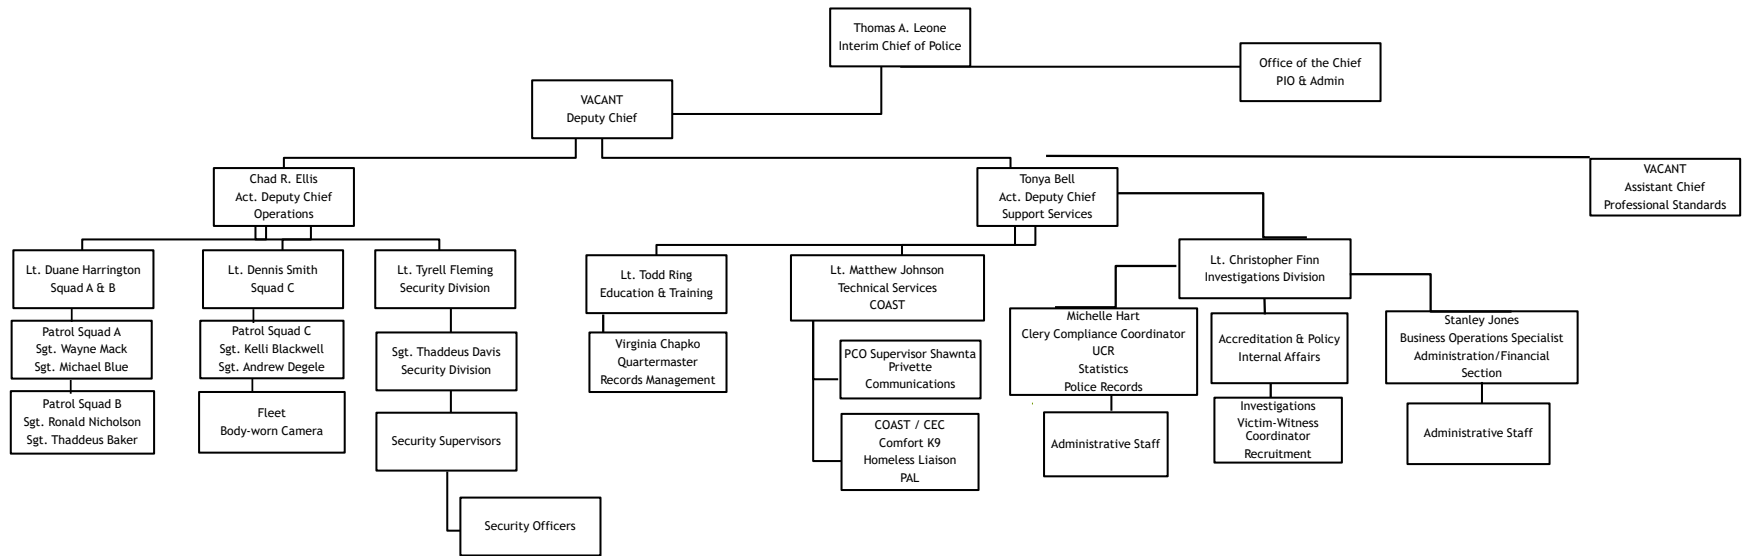 Thomas A. Leone
Interim Chief of Police
Office of the Chief
PIO & Admin
VACANT
Deputy Chief
Chad R. Ellis
Act. Deputy Chief
Operations
Tonya Bell
Act. Deputy Chief
Support Services
VACANT
Assistant Chief
Professional Standards
Lt. Duane Harrington
Squad A & B
Patrol Squad A
Sgt. Wayne Mack
Sgt. Michael Blue
Patrol Squad B
Sgt. Ronald Nicholson
Sgt. Thaddeus Baker
Lt. Dennis Smith
Squad C
Patrol Squad C
Sgt. Kelli Blackwell
Sgt. Andrew Degele
Fleet
Body-worn Camera
Lt. Tyrell Fleming
Security Division
Sgt. Thaddeus Davis
Security Division
Security Supervisors
Security Officers
Lt. Todd Ring
Education & Training
Virginia Chapko
Quartermaster
Records Management
Lt. Matthew Johnson
Technical Services
COAST
PCO Supervisor Shawnta
Privette
Communications
COAST / CEC
Comfort K9
Homeless Liaison
PAL
Lt. Christopher Finn
Investigations Division
Michelle Hart
Clery Compliance Coordinator
UCR
Statistics
Police Records
Administrative Staff
Accreditation & Policy
Internal Affairs
Investigations
Victim-Witness
Coordinator
Recruitment
Stanley Jones
Business Operations Specialist
Administration/Financial
Section
Administrative Staff